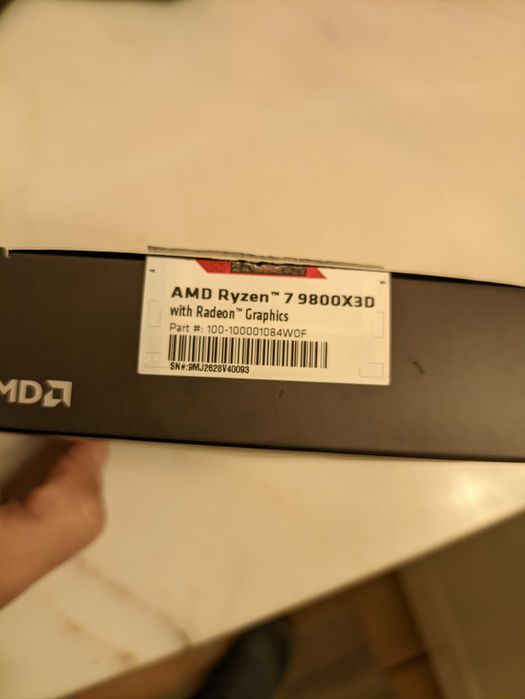 AMD Ryzen™ 7 9800X3D
with Radeon™ Graphics
Part #: 100-100001084WOF
SN#:9MJ2628V40093
MD